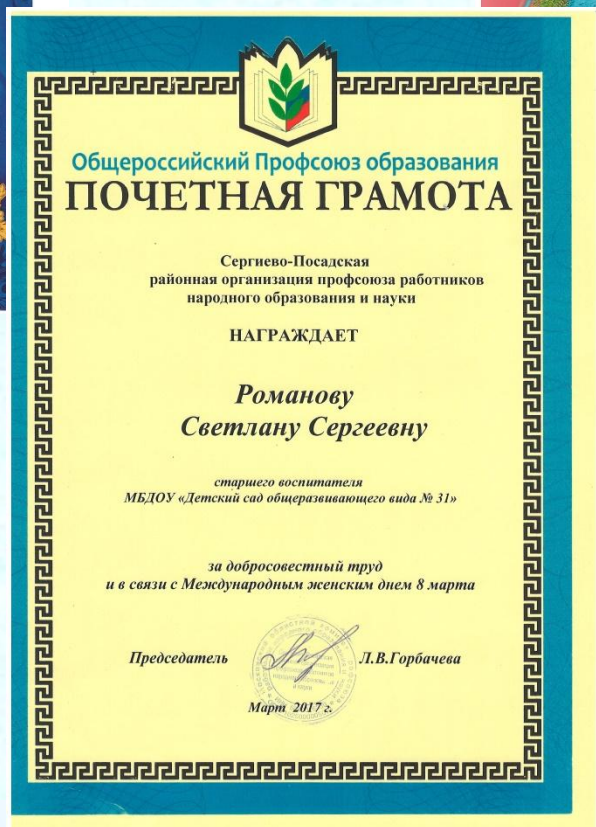 Общероссийский Профсоюз образования
ПОЧЕТНАЯ ГРАМОТА
Сергиево-Посадская
районная организация профсоюза работников
народного образования и науки
НАГРАЖДАЕТ
Романову
Светлану Сергеевну
старшего воспитателя
МБДОУ «Детский сад общеразвивающего вида № 31»
за добросовестный труд
и в связи с Международным женским днем 8 марта
Председатель Л.В.Горбачева
Март 2017 г.